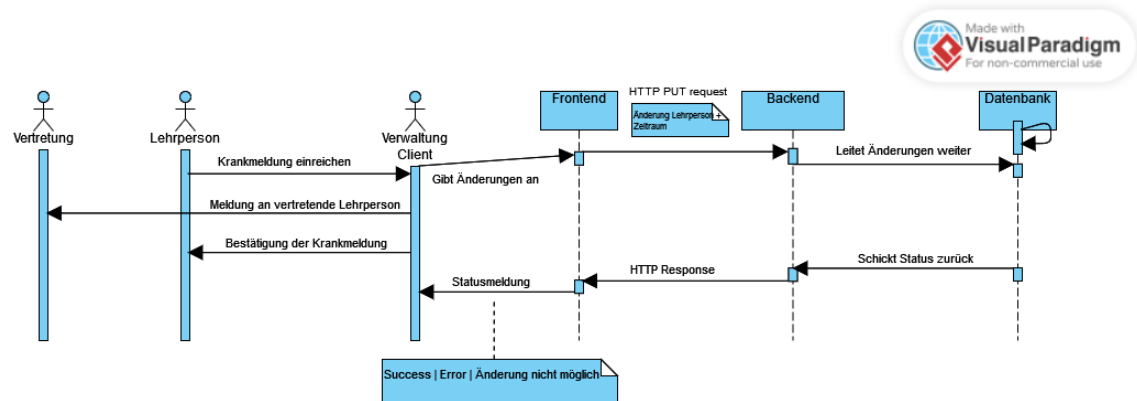 Made with
Visual Paradigm
For non-commercial use
HTTP PUT request
Frontend
Backend
Datenbank
Änderung Lehrperson +
Zeitraum
Vertretung
Lehrperson
Verwaltung
Client
Krankmeldung einreichen
Gibt Änderungen an
Leitet Änderungen weiter
Meldung an vertretende Lehrperson
Bestätigung der Krankmeldung
Schickt Status zurück
HTTP Response
Statusmeldung
Success | Error | Änderung nicht möglich